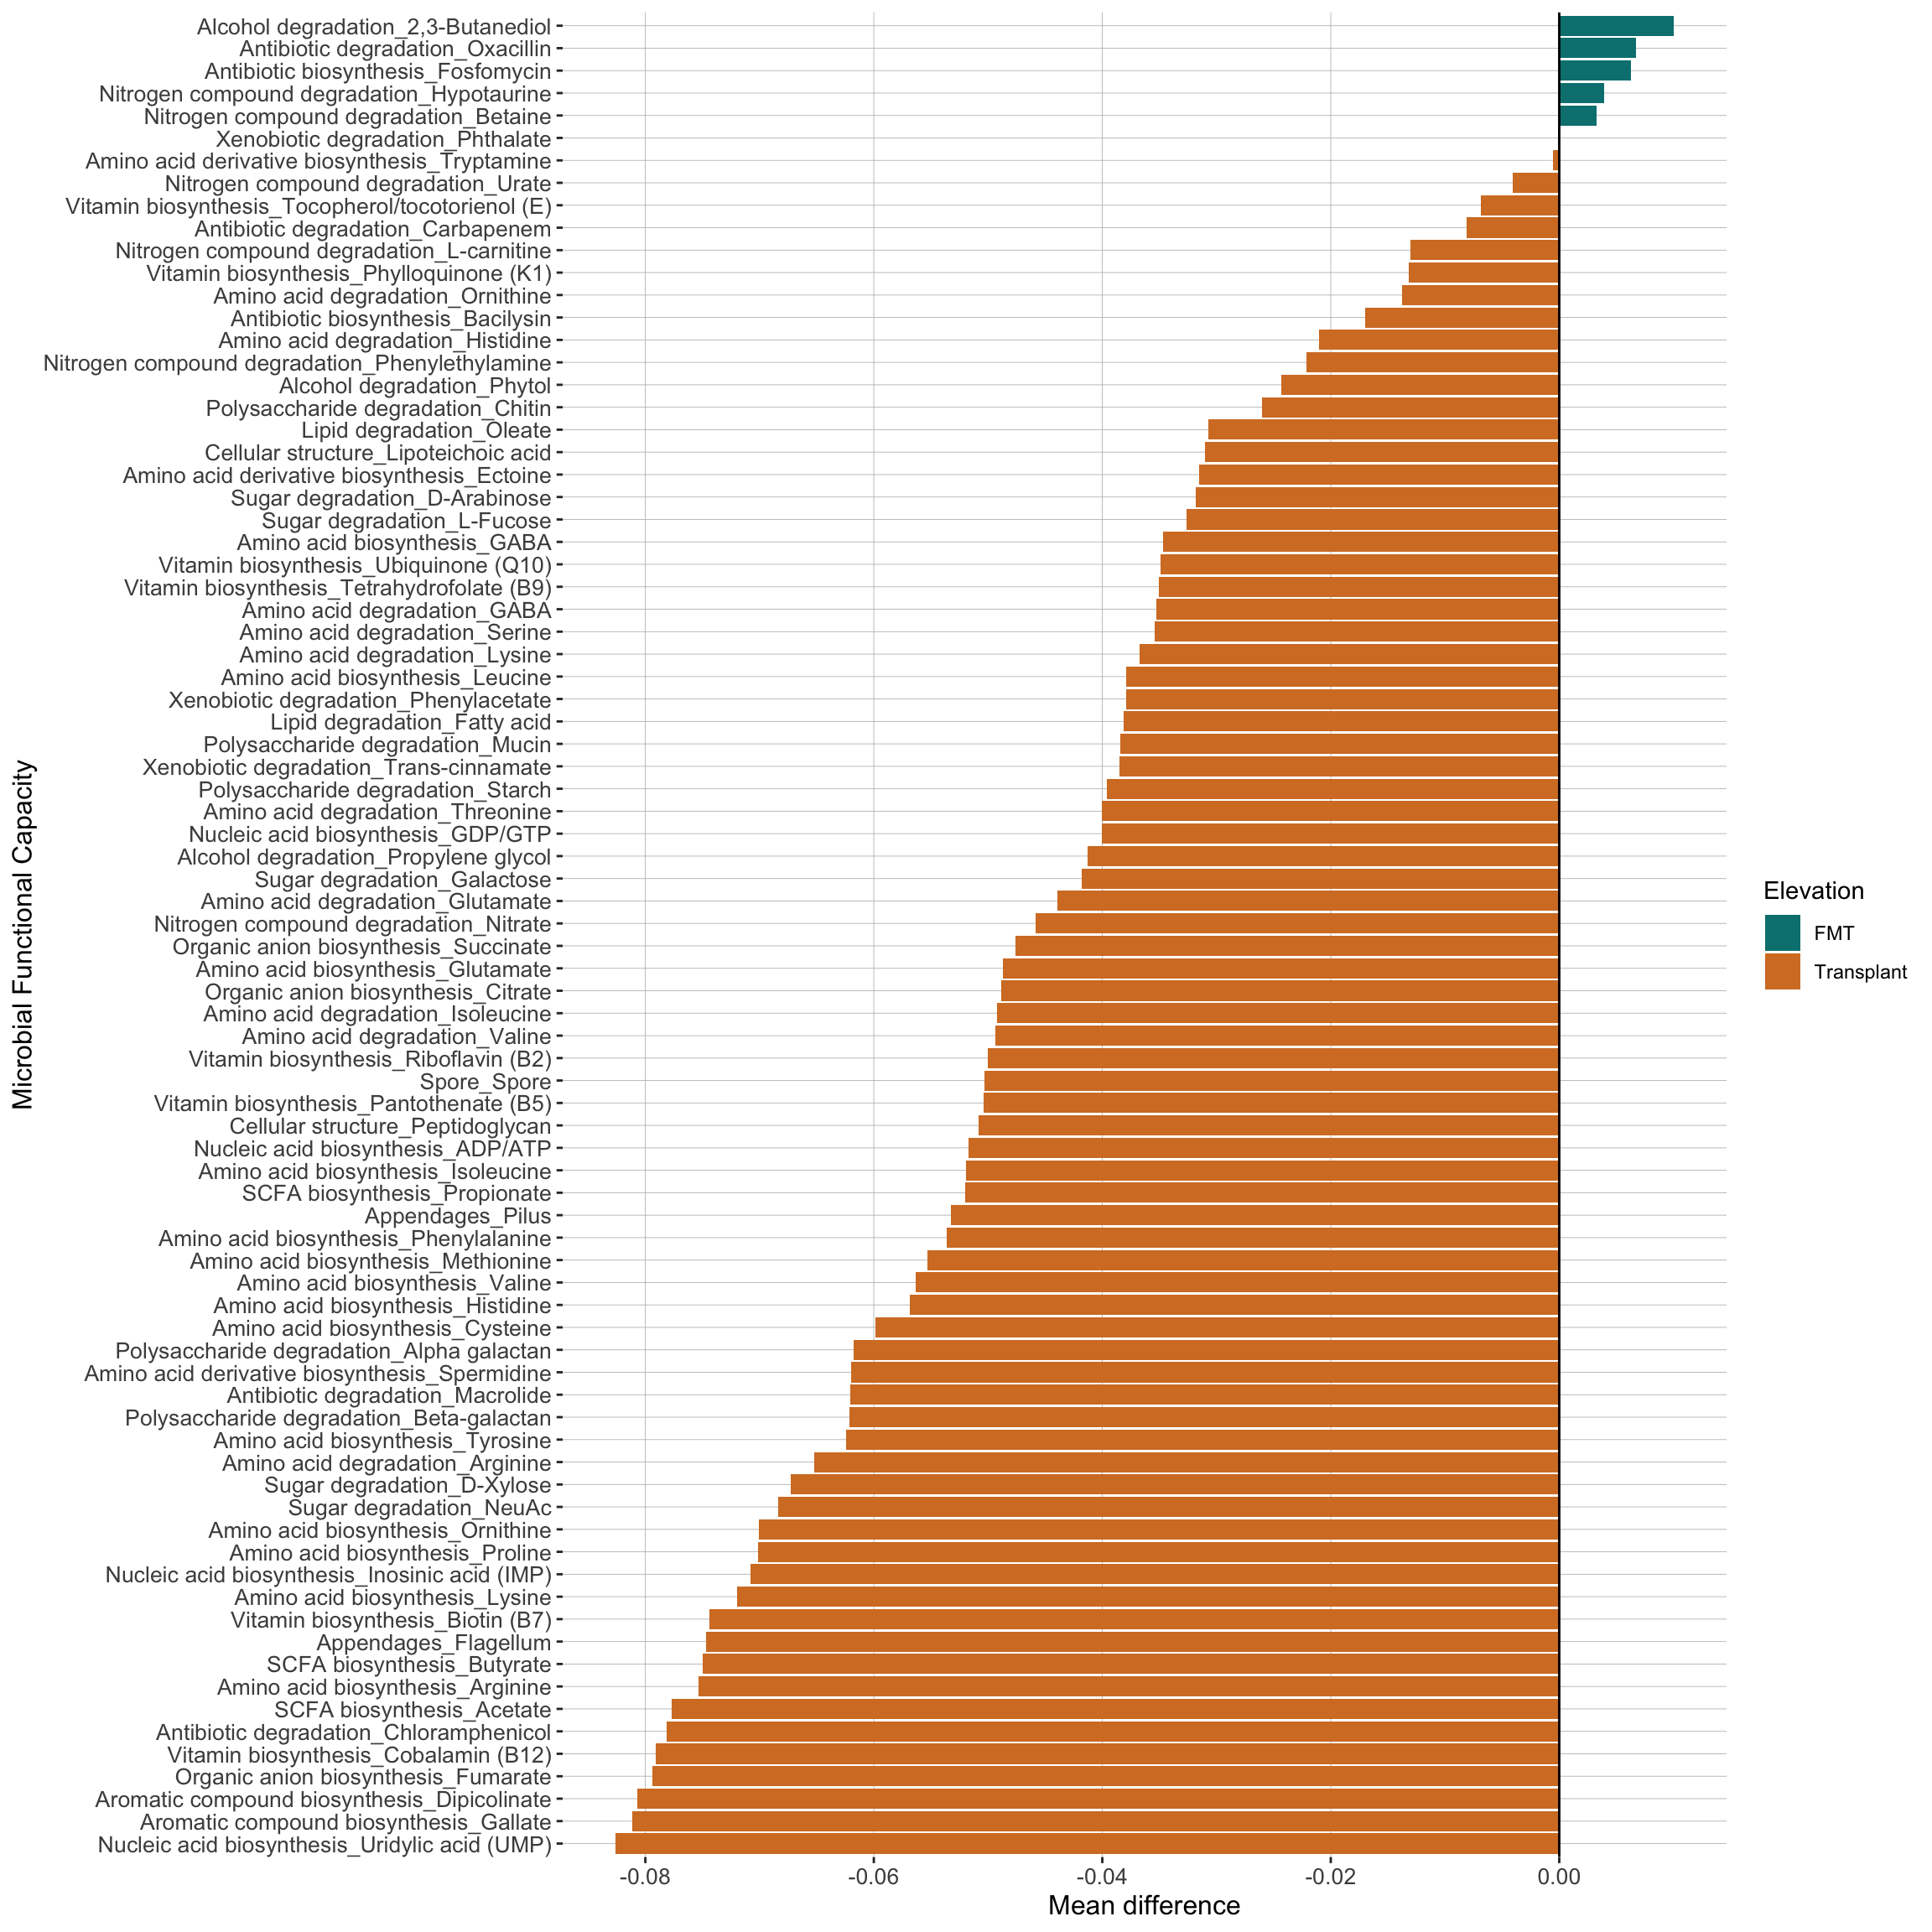 Alcohol degradation_2,3-Butanediol
Antibiotic degradation_Oxacillin
Antibiotic biosynthesis_Fosfomycin
Nitrogen compound degradation_Hypotaurine
Nitrogen compound degradation_Betaine
Xenobiotic degradation_Phthalate
Amino acid derivative biosynthesis_Tryptamine
Nitrogen compound degradation_Urate
Vitamin biosynthesis_Tocopherol/tocotorienol (E)
Antibiotic degradation_Carbapenem
Nitrogen compound degradation_L-carnitine
Vitamin biosynthesis_Phylloquinone (K1)
Amino acid degradation_Ornithine
Antibiotic biosynthesis_Bacilysin
Amino acid degradation_Histidine
Nitrogen compound degradation_Phenylethylamine
Alcohol degradation_Phytol
Polysaccharide degradation_Chitin
Lipid degradation_Oleate
Cellular structure_Lipoteichoic acid
Amino acid derivative biosynthesis_Ectoine
Sugar degradation_D-Arabinose
Sugar degradation_L-Fucose
Amino acid biosynthesis_GABA
Vitamin biosynthesis_Ubiquinone (Q10)
Vitamin biosynthesis_Tetrahydrofolate (B9)
Amino acid degradation_GABA
Amino acid degradation_Serine
Amino acid degradation_Lysine
Amino acid biosynthesis_Leucine
Xenobiotic degradation_Phenylacetate
Lipid degradation_Fatty acid
Polysaccharide degradation_Mucin
Xenobiotic degradation_Trans-cinnamate
Polysaccharide degradation_Starch
Amino acid degradation_Threonine
Nucleic acid biosynthesis_GDP/GTP
Alcohol degradation_Propylene glycol
Sugar degradation_Galactose
Amino acid degradation_Glutamate
Nitrogen compound degradation_Nitrate
Organic anion biosynthesis_Succinate
Amino acid biosynthesis_Glutamate
Organic anion biosynthesis_Citrate
Amino acid degradation_Isoleucine
Amino acid degradation_Valine
Vitamin biosynthesis_Riboflavin (B2)
Spore_Spore
Vitamin biosynthesis_Pantothenate (B5)
Cellular structure_Peptidoglycan
Nucleic acid biosynthesis_ADP/ATP
Amino acid biosynthesis_Isoleucine
SCFA biosynthesis_Propionate
Appendages_Pilus
Amino acid biosynthesis_Phenylalanine
Amino acid biosynthesis_Methionine
Amino acid biosynthesis_Valine
Amino acid biosynthesis_Histidine
Amino acid biosynthesis_Cysteine
Polysaccharide degradation_Alpha galactan
Amino acid derivative biosynthesis_Spermidine
Antibiotic degradation_Macrolide
Polysaccharide degradation_Beta-galactan
Amino acid biosynthesis_Tyrosine
Amino acid degradation_Arginine
Sugar degradation_D-Xylose
Sugar degradation_NeuAc
Amino acid biosynthesis_Ornithine
Amino acid biosynthesis_Proline
Nucleic acid biosynthesis_Inosinic acid (IMP)
Amino acid biosynthesis_Lysine
Vitamin biosynthesis_Biotin (B7)
Appendages_Flagellum
SCFA biosynthesis_Butyrate
Amino acid biosynthesis_Arginine
SCFA biosynthesis_Acetate
Antibiotic degradation_Chloramphenicol
Vitamin biosynthesis_Cobalamin (B12)
Organic anion biosynthesis_Fumarate
Aromatic compound biosynthesis_Dipicolinate
Aromatic compound biosynthesis_Gallate
Nucleic acid biosynthesis_Uridylic acid (UMP)
Microbial Functional Capacity
-0.08 -0.06 -0.04 -0.02 0.00
Mean difference
Elevation
FMT
Transplant